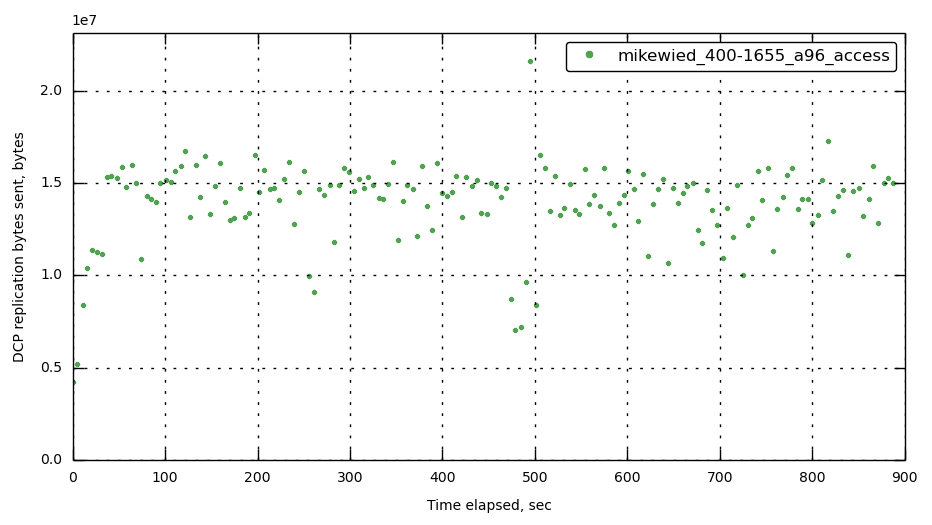 1e7
mikewied_400-1655_a96_access
2.0
1.5
1.0
0.5
0.0
DCP replication bytes sent, bytes
0 100 200 300 400 500 600 700 800 900
Time elapsed, sec